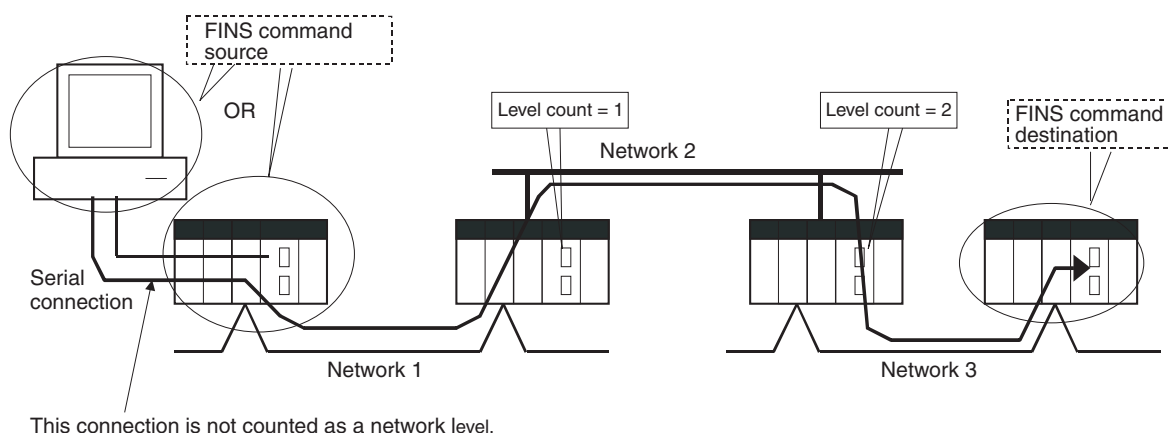 FINS command
source
OR
Level count = 1
Level count = 2
FINS command
destination
Network 2
Serial
connection
Network 1
Network 3
This connection is not counted as a network level.